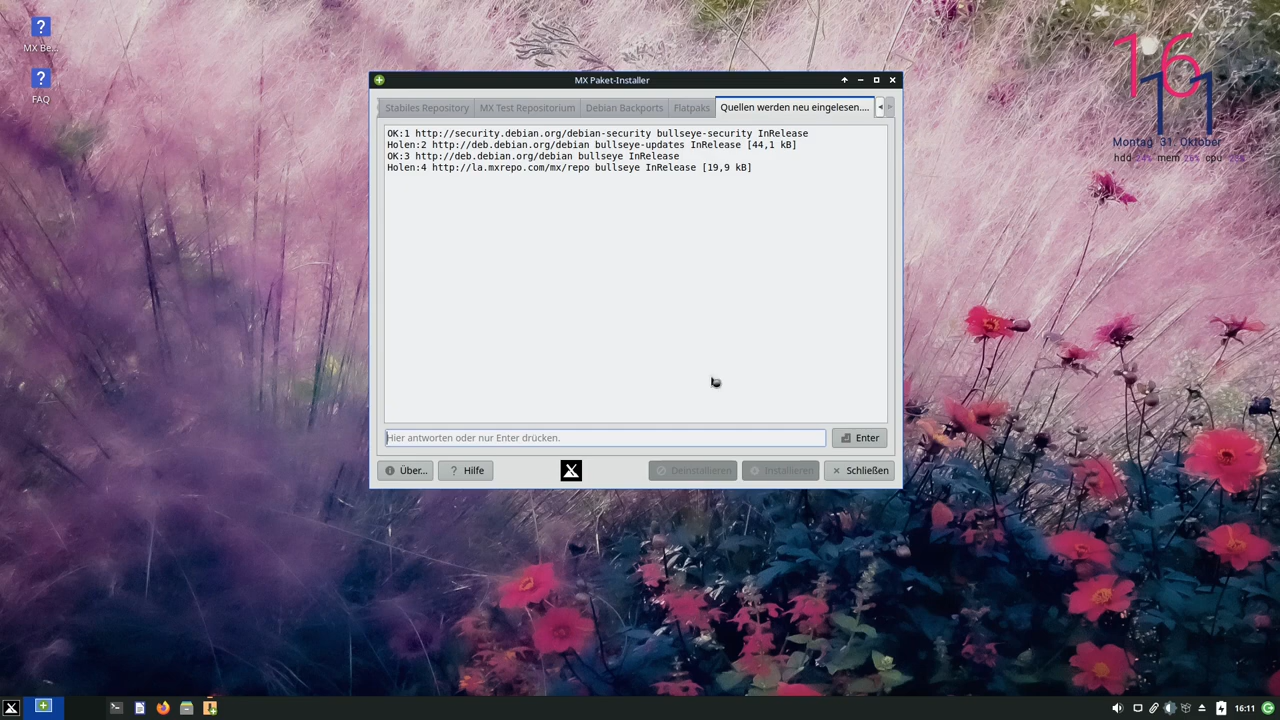 MX Be...
FAQ
MX Paket-Installer
Stabiles Repository
MX Test Repositorium
Debian Backports
Flatpaks
Quellen werden neu eingelesen....
OK:1 http://security.debian.org/debian-security bullseye-security InRelease
Holen:2 http://deb.debian.org/debian bullseye-updates InRelease [44,1 kB]
OK:3 http://deb.debian.org/debian bullseye InRelease
Holen:4 http://la.mxrepo.com/mx/repo bullseye InRelease [19,9 kB]
Hier antworten oder nur Enter drücken.
Enter
Über...
Hilfe
Deinstallieren
Installieren
Schließen
16
11
Montag 31. Oktober
hdd 24% mem 26% cpu
16:11